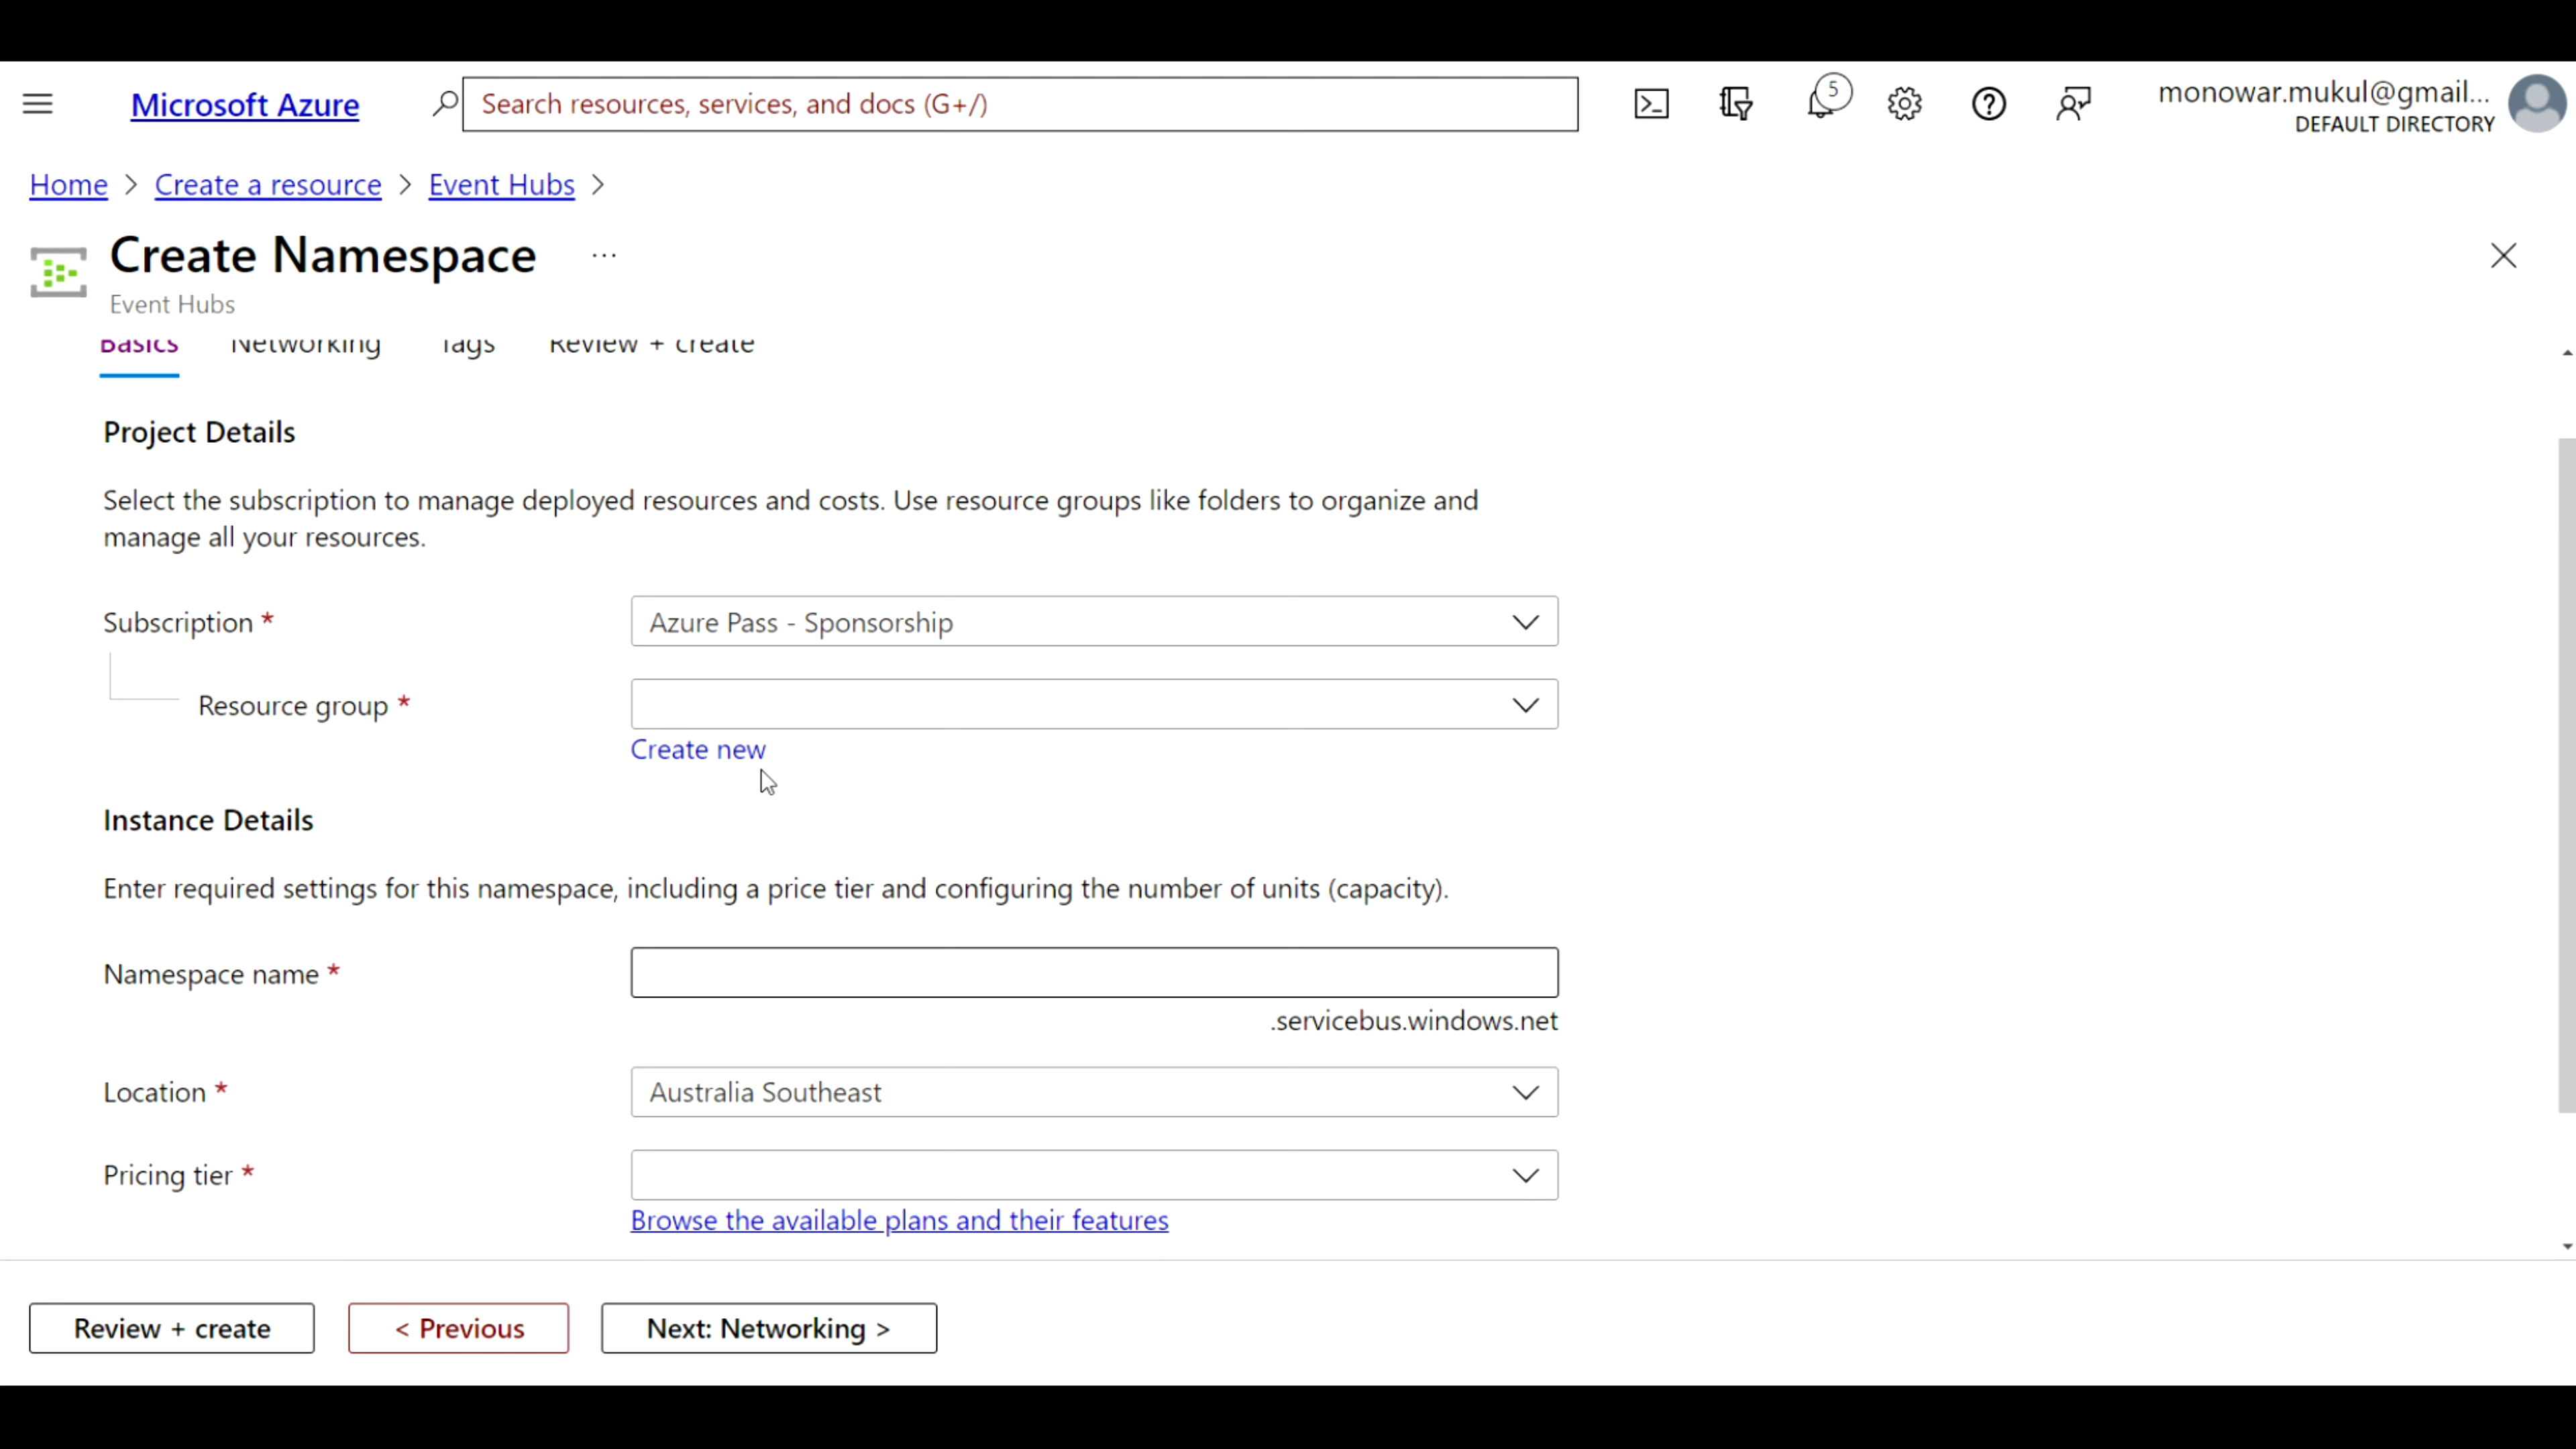 Microsoft Azure
Search resources, services, and docs (G+/)
5
monowar.mukul@gmail...
DEFAULT DIRECTORY
Home > Create a resource > Event Hubs >
Create Namespace ...
Event Hubs
Basics Networking Tags Review + create
Project Details
Select the subscription to manage deployed resources and costs. Use resource groups like folders to organize and
manage all your resources.
Subscription *
Azure Pass - Sponsorship
Resource group *
Create new
Instance Details
Enter required settings for this namespace, including a price tier and configuring the number of units (capacity).
Namespace name *
.servicebus.windows.net
Location *
Australia Southeast
Pricing tier *
Browse the available plans and their features
Review + create
< Previous
Next: Networking >